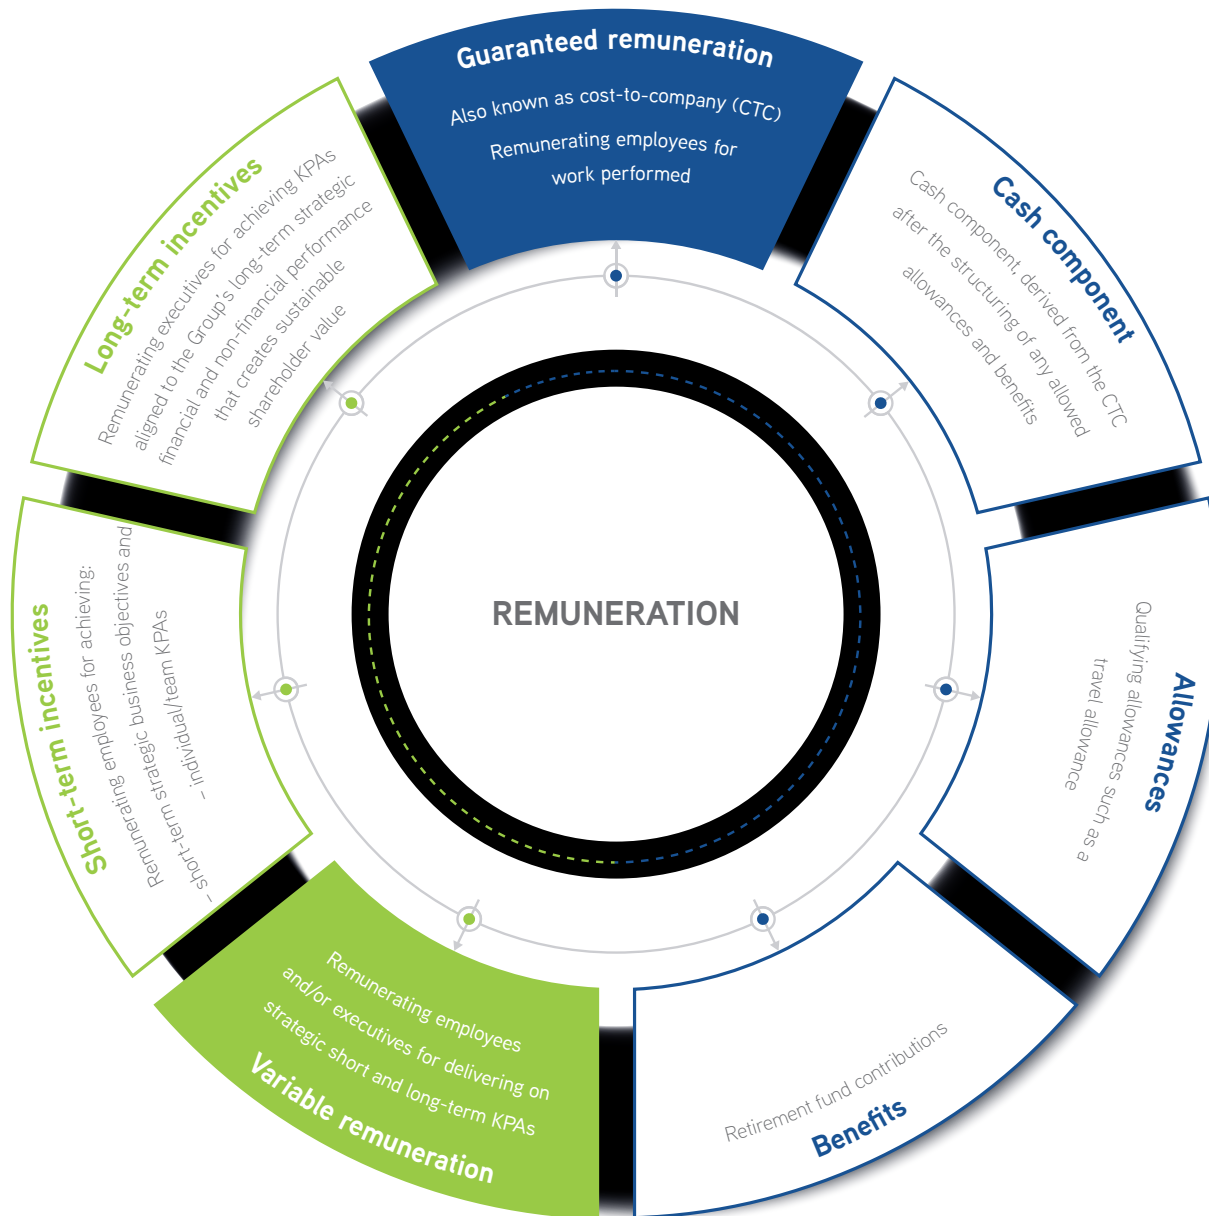 Guaranteed remuneration
Also known as cost-to-company (CTC)
Remunerating employees for
work performed
Cash component
Cash component, derived from the CTC
after the structuring of any allowed
allowances and benefits
Allowances
Qualifying allowances such as a
travel allowance
Retirement fund contributions
Benefits
Remunerating employees
and/or executives for delivering on
strategic short and long-term KPAs
Variable remuneration
Short-term incentives
Remunerating employees for achieving:
– short-term strategic business objectives and
– individual/team KPAs
Long-term incentives
Remunerating executives for achieving KPAs
aligned to the Group's long-term strategic
financial and non-financial performance
that creates sustainable
shareholder value
REMUNERATION